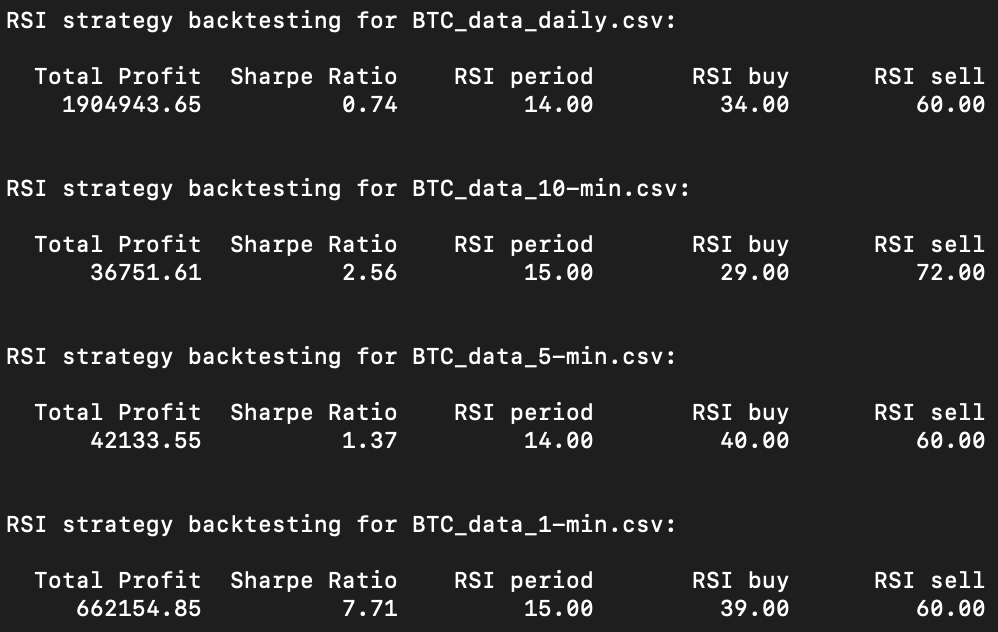 RSI strategy backtesting for BTC_data_daily.csv:
Total Profit  Sharpe Ratio    RSI period       RSI buy      RSI sell
1904943.65          0.74         14.00         34.00         60.00
RSI strategy backtesting for BTC_data_10-min.csv:
Total Profit  Sharpe Ratio    RSI period       RSI buy      RSI sell
36751.61          2.56         15.00         29.00         72.00
RSI strategy backtesting for BTC_data_5-min.csv:
Total Profit  Sharpe Ratio    RSI period       RSI buy      RSI sell
42133.55          1.37         14.00         40.00         60.00
RSI strategy backtesting for BTC_data_1-min.csv:
Total Profit  Sharpe Ratio    RSI period       RSI buy      RSI sell
662154.85          7.71         15.00         39.00         60.00